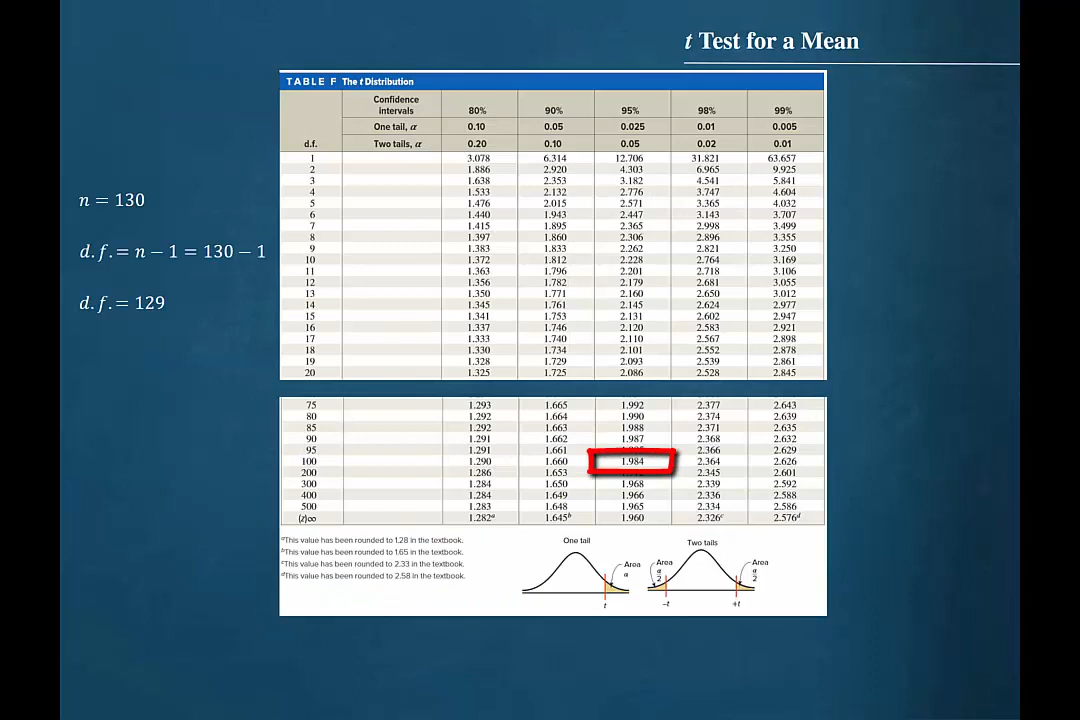 t Test for a Mean
n = 130
d.f. = n − 1 = 130 − 1
d.f. = 129
TABLE F The t Distribution
Confidence intervals 80% 90% 95% 98% 99%
One tail, α 0.10 0.05 0.025 0.01 0.005
d.f. Two tails, α 0.20 0.10 0.05 0.02 0.01
1 3.078 6.314 12.706 31.821 63.657
2 1.886 2.920 4.303 6.965 9.925
3 1.638 2.353 3.182 4.541 5.841
4 1.533 2.132 2.776 3.747 4.604
5 1.476 2.015 2.571 3.365 4.032
6 1.440 1.943 2.447 3.143 3.707
7 1.415 1.895 2.365 2.998 3.499
8 1.397 1.860 2.306 2.896 3.355
9 1.383 1.833 2.262 2.821 3.250
10 1.372 1.812 2.228 2.764 3.169
11 1.363 1.796 2.201 2.718 3.106
12 1.356 1.782 2.179 2.681 3.055
13 1.350 1.771 2.160 2.650 3.012
14 1.345 1.761 2.145 2.624 2.977
15 1.341 1.753 2.131 2.602 2.947
16 1.337 1.746 2.120 2.583 2.921
17 1.333 1.740 2.110 2.567 2.898
18 1.330 1.734 2.101 2.552 2.878
19 1.328 1.729 2.093 2.539 2.861
20 1.325 1.725 2.086 2.528 2.845
75 1.293 1.665 1.992 2.377 2.643
80 1.292 1.664 1.990 2.374 2.639
85 1.292 1.663 1.988 2.371 2.635
90 1.291 1.662 1.987 2.368 2.632
95 1.291 1.661 2.366 2.629
100 1.290 1.660 1.984 2.364 2.626
200 1.286 1.653 2.345 2.601
300 1.284 1.650 1.968 2.339 2.592
400 1.284 1.649 1.966 2.336 2.588
500 1.283 1.648 1.965 2.334 2.586
(z)∞ 1.282ᵃ 1.645ᵇ 1.960 2.326ᶜ 2.576ᵈ
ᵃThis value has been rounded to 1.28 in the textbook.
ᵇThis value has been rounded to 1.65 in the textbook.
ᶜThis value has been rounded to 2.33 in the textbook.
ᵈThis value has been rounded to 2.58 in the textbook.
One tail
Area
α
t
Two tails
Area
α/2
Area
α/2
−t
+t